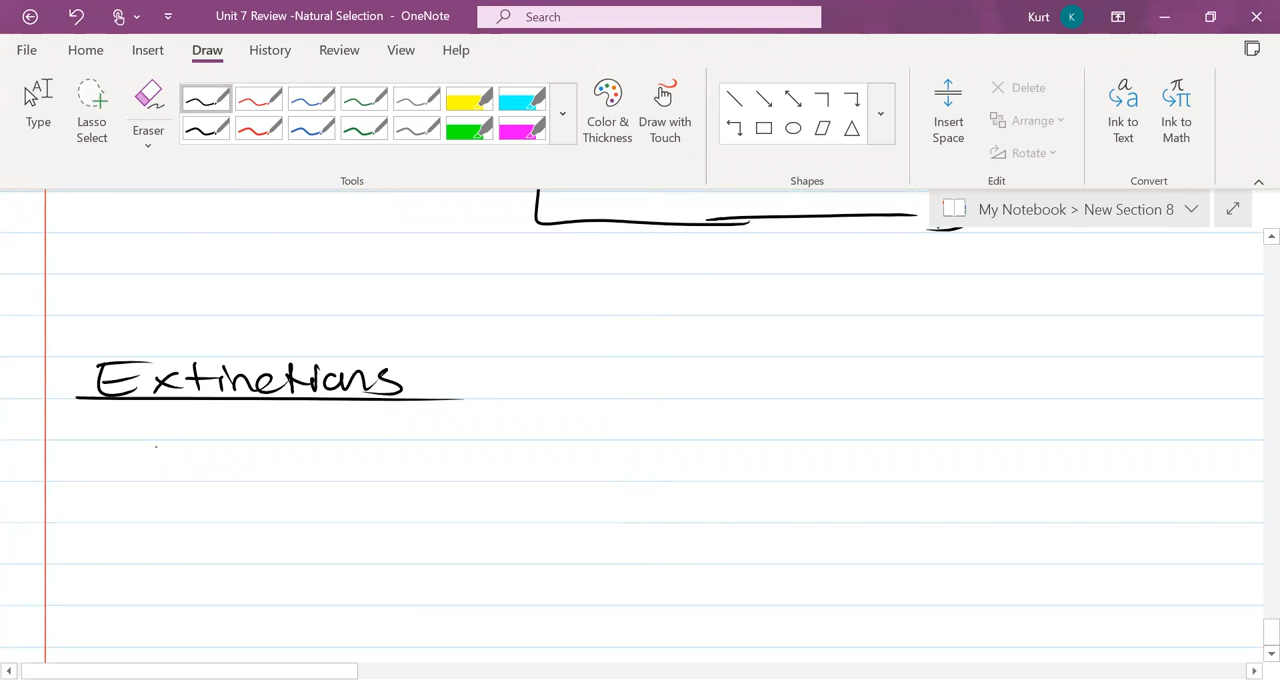 Unit 7 Review -Natural Selection - OneNote
Search
Kurt
K
File
Home
Insert
Draw
History
Review
View
Help
Type
Lasso
Select
Eraser
Color &
Thickness
Draw with
Touch
Insert
Space
Delete
Arrange
Rotate
Ink to
Text
Ink to
Math
Tools
Shapes
Edit
Convert
My Notebook > New Section 8
Extinctions